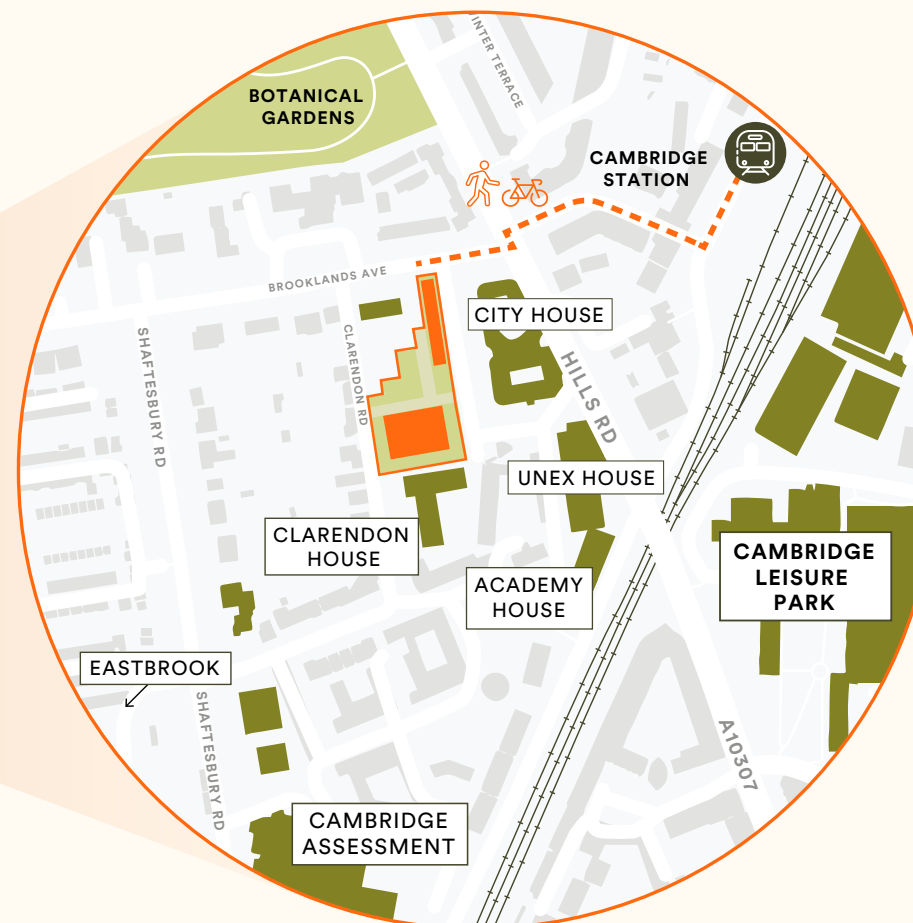 INTER TERRACE
BOTANICAL
GARDENS
CAMBRIDGE
STATION
BROOKLANDS AVE
CITY HOUSE
SHAFTESBURY RD
CLARENDON RD
HILLS RD
UNEX HOUSE
CLARENDON
HOUSE
CAMBRIDGE
LEISURE
PARK
ACADEMY
HOUSE
EASTBROOK
SHAFTESBURY RD
A10307
CAMBRIDGE
ASSESSMENT